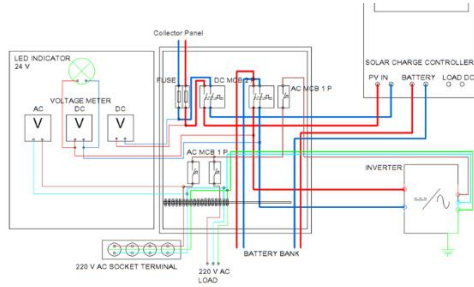 Collector Panel
LED INDICATOR
24 V
FUSE
DC MCB 2 P
SOLAR CHARGE CONTROLLER
PV IN
BATTERY
LOAD DC
AC MCB 1 P
VOLTAGE METER
AC
DC
DC
V
V
V
AC MCB 1 P
INVERTER
BATTERY BANK
220 V AC SOCKET TERMINAL
220 V AC
LOAD